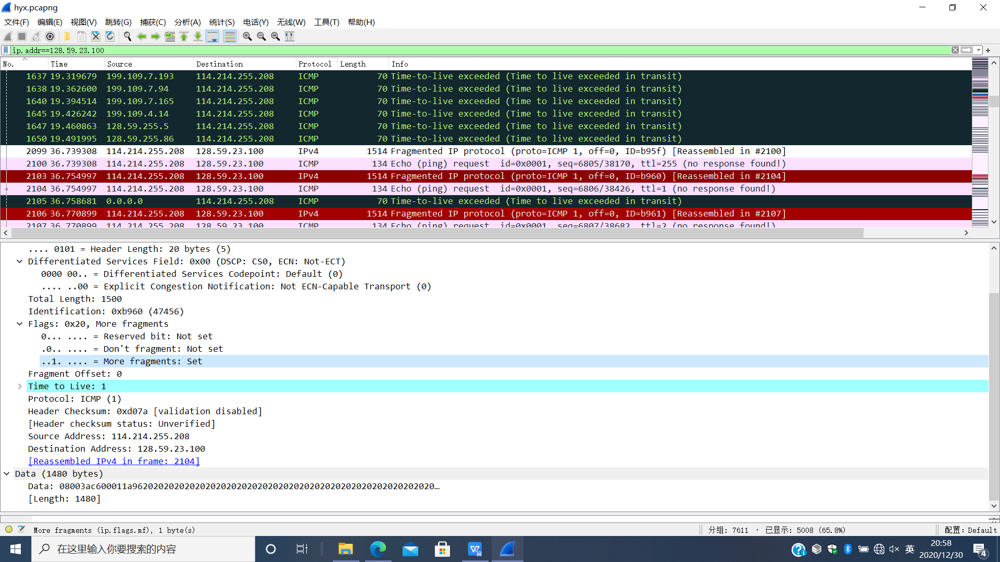 hyx.pcapng
文件(F) 编辑(E) 视图(V) 跳转(G) 捕获(C) 分析(A) 统计(S) 电话(Y) 无线(W) 工具(T) 帮助(H)
ip.addr==128.59.23.100
No. Time Source Destination Protocol Length Info
1637 19.319679 199.109.7.193 114.214.255.208 ICMP 70 Time-to-live exceeded (Time to live exceeded in transit)
1638 19.362600 199.109.7.94 114.214.255.208 ICMP 70 Time-to-live exceeded (Time to live exceeded in transit)
1640 19.394514 199.109.7.165 114.214.255.208 ICMP 70 Time-to-live exceeded (Time to live exceeded in transit)
1645 19.426242 199.109.4.14 114.214.255.208 ICMP 70 Time-to-live exceeded (Time to live exceeded in transit)
1647 19.460863 128.59.255.5 114.214.255.208 ICMP 70 Time-to-live exceeded (Time to live exceeded in transit)
1650 19.491995 128.59.255.86 114.214.255.208 ICMP 70 Time-to-live exceeded (Time to live exceeded in transit)
2099 36.739308 114.214.255.208 128.59.23.100 IPv4 1514 Fragmented IP protocol (proto=ICMP 1, off=0, ID=b95f) [Reassembled in #2100]
2100 36.739308 114.214.255.208 128.59.23.100 ICMP 134 Echo (ping) request id=0x0001, seq=6805/38170, ttl=255 (no response found!)
2103 36.754997 114.214.255.208 128.59.23.100 IPv4 1514 Fragmented IP protocol (proto=ICMP 1, off=0, ID=b960) [Reassembled in #2104]
2104 36.754997 114.214.255.208 128.59.23.100 ICMP 134 Echo (ping) request id=0x0001, seq=6806/38426, ttl=1 (no response found!)
2105 36.758681 0.0.0.0 114.214.255.208 ICMP 70 Time-to-live exceeded (Time to live exceeded in transit)
2106 36.770899 114.214.255.208 128.59.23.100 IPv4 1514 Fragmented IP protocol (proto=ICMP 1, off=0, ID=b961) [Reassembled in #2107]
2107 36.770899 114.214.255.208 128.59.23.100 ICMP 134 Echo (ping) request id=0x0001, seq=6807/38682, ttl=2 (no response found!)
.... 0101 = Header Length: 20 bytes (5)
Differentiated Services Field: 0x00 (DSCP: CS0, ECN: Not-ECT)
0000 00.. = Differentiated Services Codepoint: Default (0)
.... ..00 = Explicit Congestion Notification: Not ECN-Capable Transport (0)
Total Length: 1500
Identification: 0xb960 (47456)
Flags: 0x20, More fragments
0... .... = Reserved bit: Not set
.0.. .... = Don't fragment: Not set
..1. .... = More fragments: Set
Fragment Offset: 0
Time to Live: 1
Protocol: ICMP (1)
Header Checksum: 0xd07a [validation disabled]
[Header checksum status: Unverified]
Source Address: 114.214.255.208
Destination Address: 128.59.23.100
[Reassembled IPv4 in frame: 2104]
Data (1480 bytes)
Data: 08003ac600011a962020202020202020202020202020202020202020202020202020202020…
[Length: 1480]
More fragments (ip.flags.mf), 1 byte(s) 分组: 7611 · 已显示: 5008 (65.8%) 配置: Default
在这里输入你要搜索的内容
英 20:58
2020/12/30
4